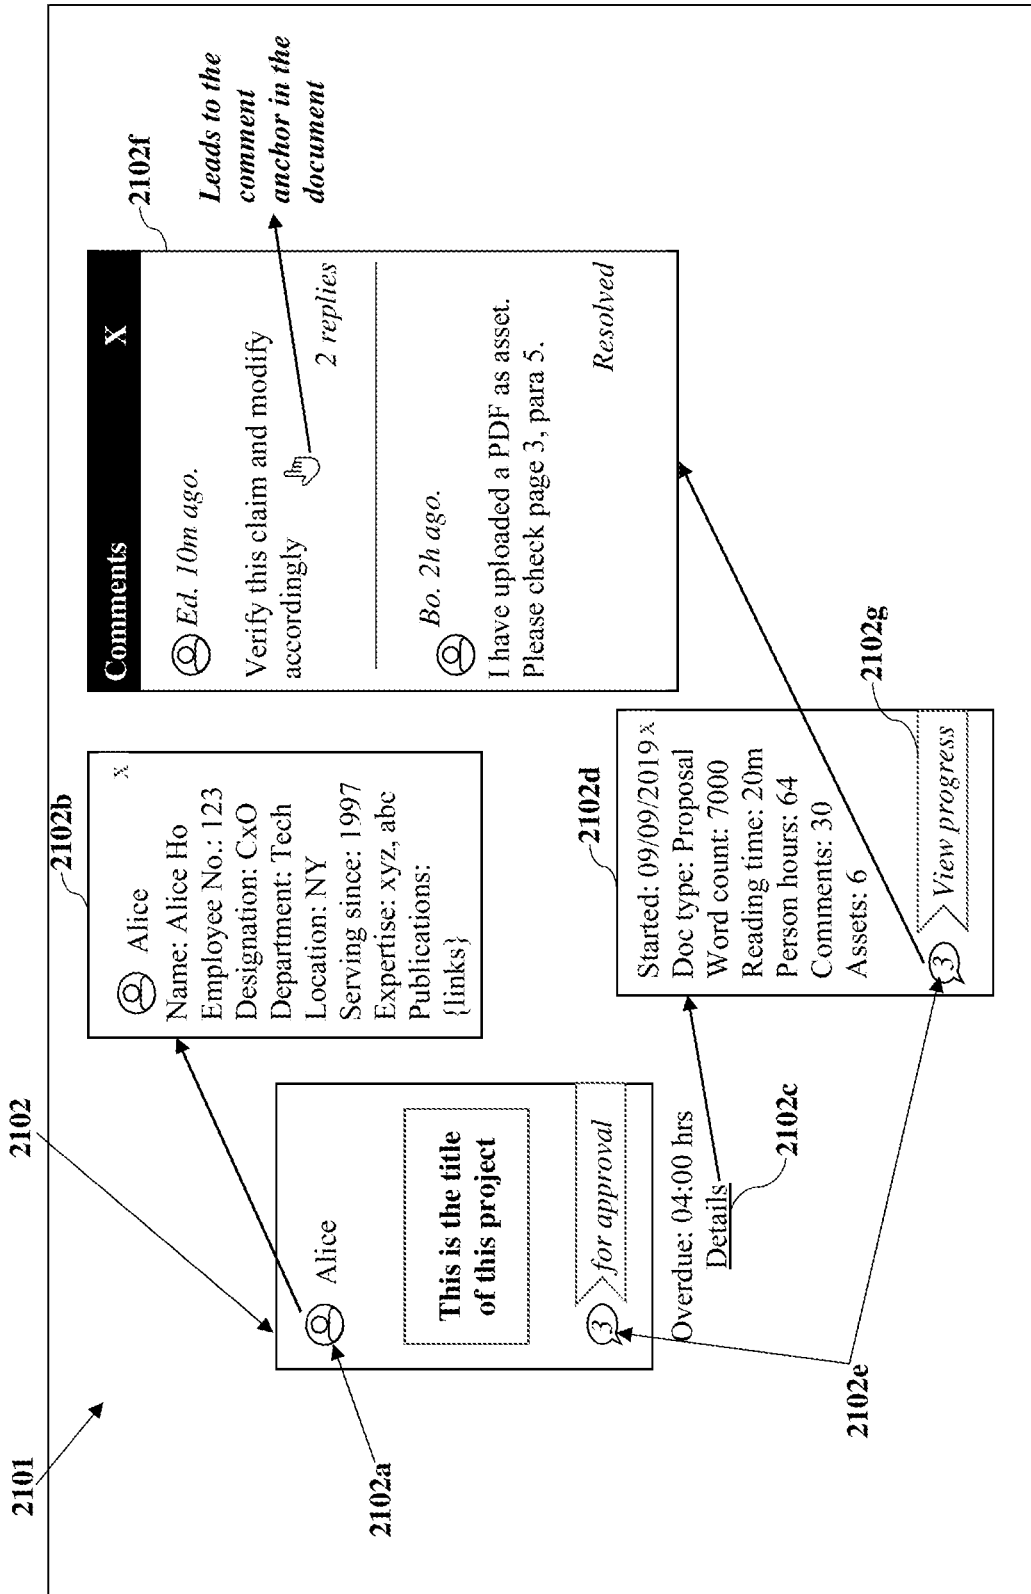 2101
2102
2102a
Alice
This is the title
of this project
3
for approval
Overdue: 04:00 hrs
Details
2102c
2102e
2102b
Alice
X
Name: Alice Ho
Employee No.: 123
Designation: CxO
Department: Tech
Location: NY
Serving since: 1997
Expertise: xyz, abc
Publications:
{links}
2102d
Started: 09/09/2019 x
Doc type: Proposal
Word count: 7000
Reading time: 20m
Person hours: 64
Comments: 30
Assets: 6
3
View progress
2102g
2102f
Comments X
Ed. 10m ago.
Verify this claim and modify
accordingly
2 replies
Bo. 2h ago.
I have uploaded a PDF as asset.
Please check page 3, para 5.
Resolved
Leads to the
comment
anchor in the
document